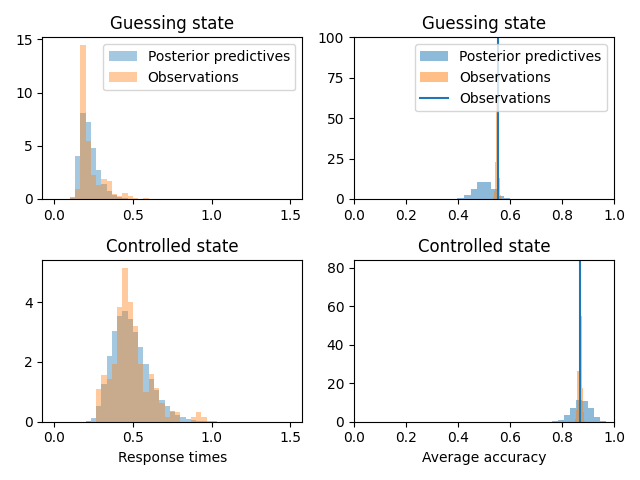 Guessing state
Posterior predictives
Observations
15
10
5
0
0.0 0.5 1.0 1.5
Guessing state
Posterior predictives
Observations
Observations
100
75
50
25
0
0.0 0.2 0.4 0.6 0.8 1.0
Controlled state
4
2
0
0.0 0.5 1.0 1.5
Response times
Controlled state
80
60
40
20
0
0.0 0.2 0.4 0.6 0.8 1.0
Average accuracy